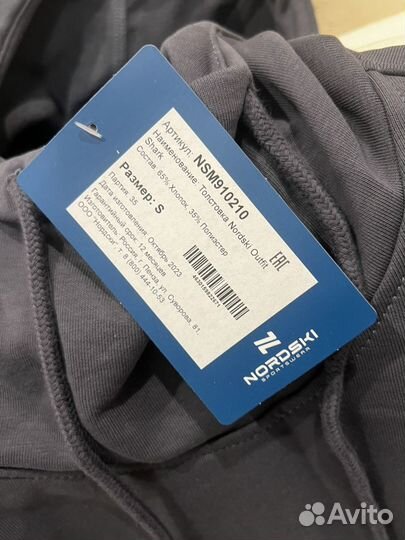 Артикул: NSM910210
Наименование: Толстовка Nordski Outfit
Shark
Состав: 65% Хлопок, 35% Полиэстер
Размер: S
Партия: 35
Дата изготовления: Октябрь 2023
Гарантийный срок: 12 месяцев
Изготовитель: Россия, г. Пенза, ул. Суворова, 81,
ООО "Нордски", т. 8 (800) 444-10-53
EAC
NORDSKI
SPORTSWEAR
Avito